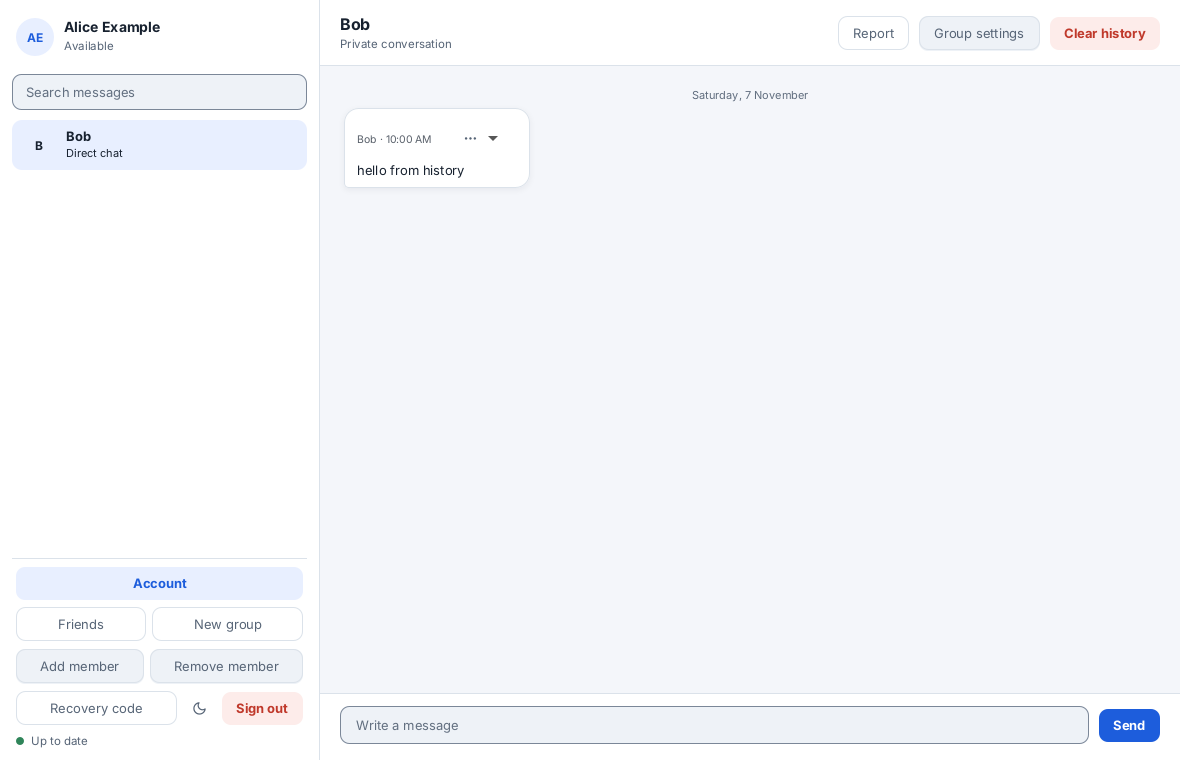 AE
Alice Example
Available
Search messages
B
Bob
Direct chat
Account
Friends
New group
Add member
Remove member
Recovery code
Sign out
Up to date
Bob
Private conversation
Report
Group settings
Clear history
Saturday, 7 November
Bob · 10:00 AM
hello from history
Write a message
Send